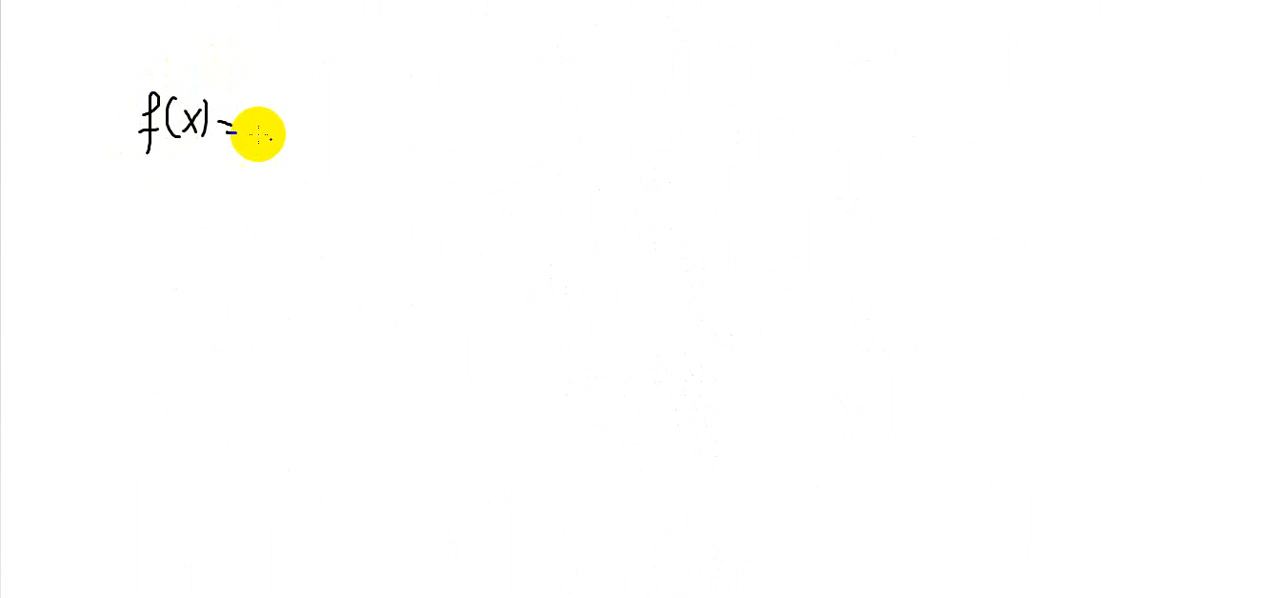 f(x) =